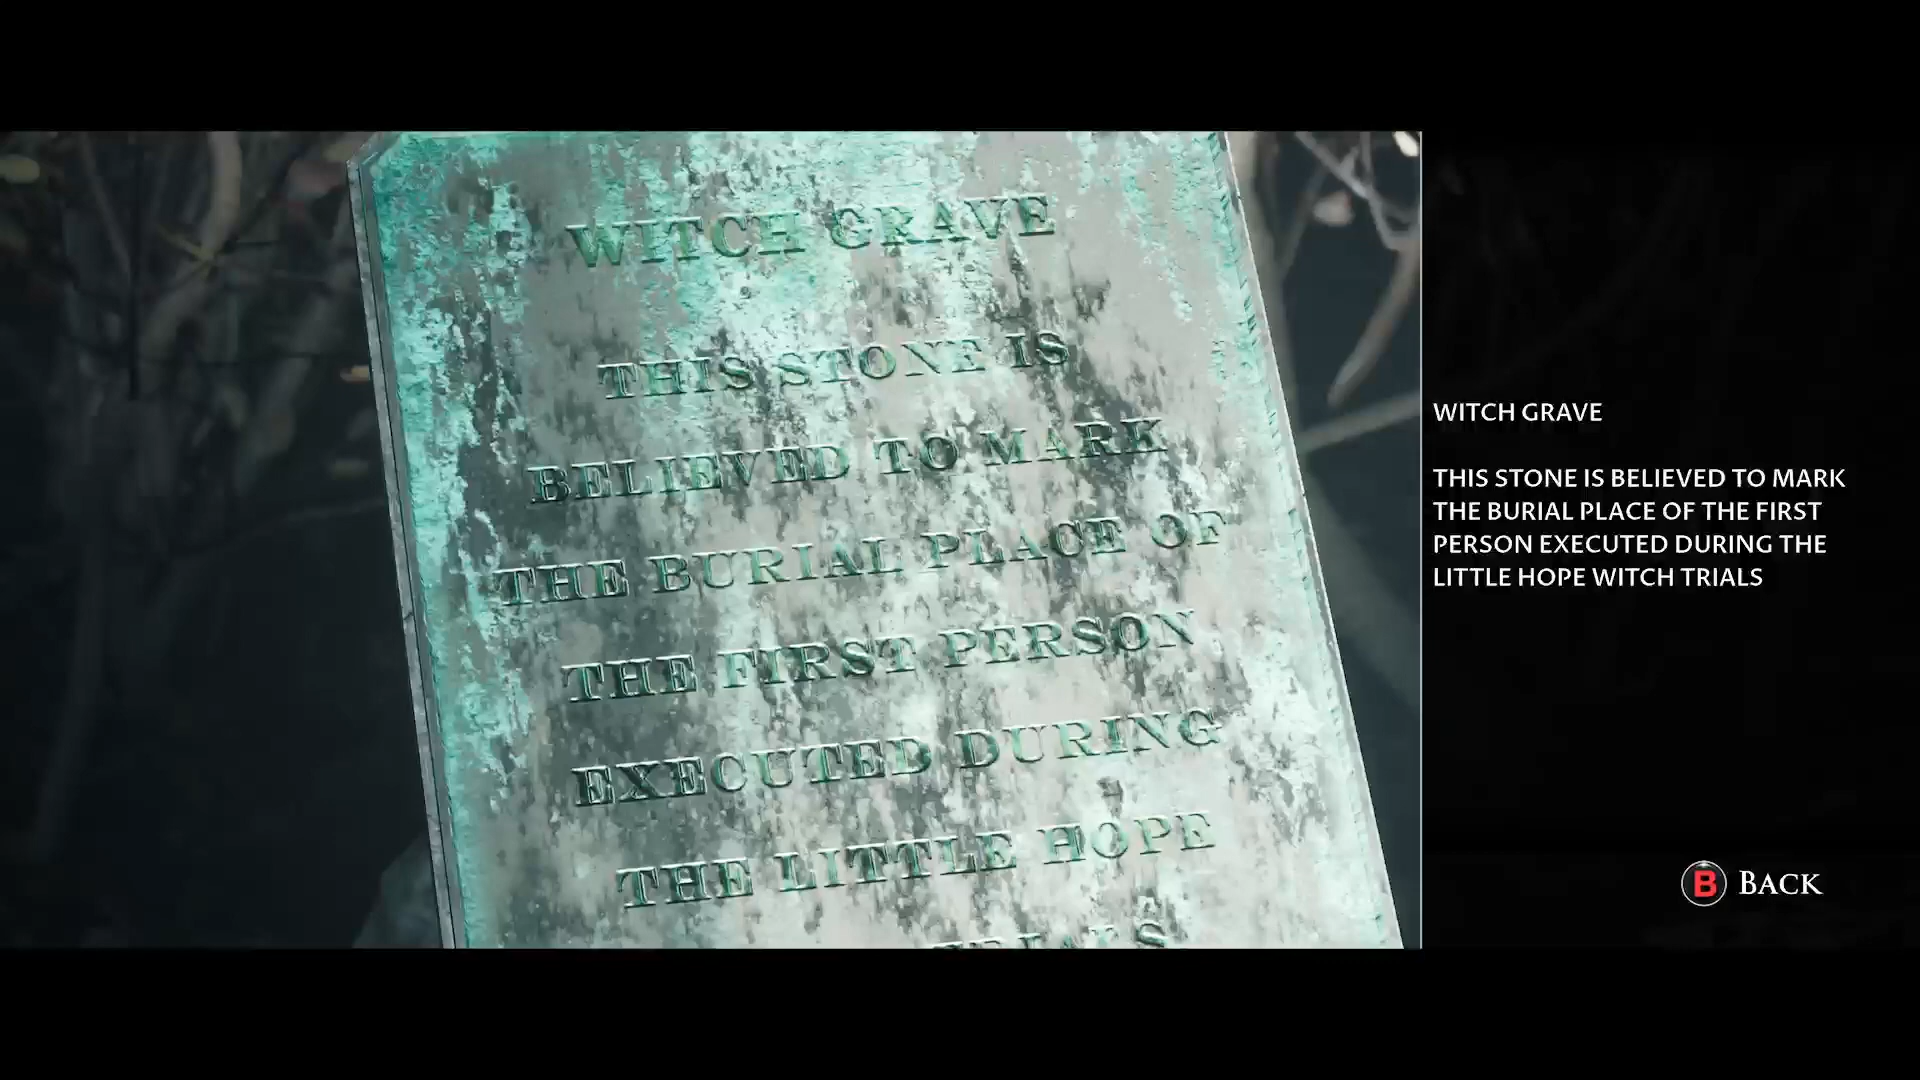 WITCH GRAVE
THIS STONE IS
BELIEVED TO MARK
THE BURIAL PLACE OF
THE FIRST PERSON
EXECUTED DURING
THE LITTLE HOPE
TRIALS
WITCH GRAVE
THIS STONE IS BELIEVED TO MARK
THE BURIAL PLACE OF THE FIRST
PERSON EXECUTED DURING THE
LITTLE HOPE WITCH TRIALS
B BACK